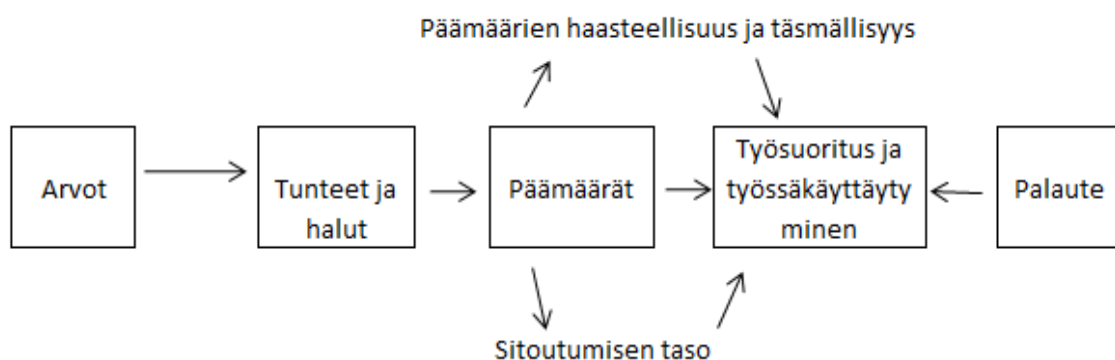 Päämäärien haasteellisuus ja täsmällisyys
Arvot
Tunteet ja
halut
Päämäärät
Työsuoritus ja
työssäkäyttäyty
minen
Palaute
Sitoutumisen taso